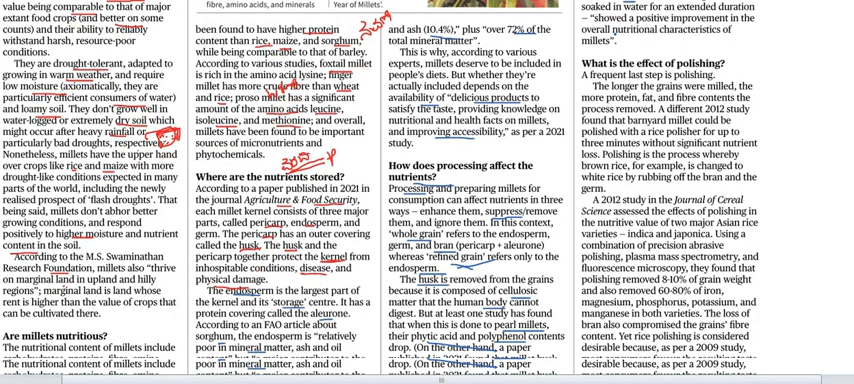 value being comparable to that of major
extant food crops (and better on some
counts) and their ability to reliably
withstand harsh, resource-poor
conditions.
They are drought-tolerant, adapted to
growing in warm weather, and require
low moisture (axiomatically, they are
particularly efficient consumers of water)
and loamy soil. They don't grow well in
water-logged or extremely dry soil which
might occur after heavy rainfall or
particularly bad droughts, respectively.
Nonetheless, millets have the upper hand
over crops like rice and maize with more
drought-like conditions expected in many
parts of the world, including the newly
realised prospect of 'flash droughts'. That
being said, millets don't abhor better
growing conditions, and respond
positively to higher moisture and nutrient
content in the soil.
According to the M.S. Swaminathan
Research Foundation, millets also "thrive
on marginal land in upland and hilly
regions"; marginal land is land whose
rent is higher than the value of crops that
can be cultivated there.
Are millets nutritious?
The nutritional content of millets include
The nutritional content of millets include
fibre, amino acids, and minerals
Year of Millets'.
been found to have higher protein
content than rice, maize, and sorghum,
while being comparable to that of barley.
According to various studies, foxtail millet
is rich in the amino acid lysine; finger
millet has more crude fibre than wheat
and rice; proso millet has a significant
amount of the amino acids leucine,
isoleucine, and methionine; and overall,
millets have been found to be important
sources of micronutrients and
phytochemicals.
Where are the nutrients stored?
According to a paper published in 2021 in
the journal Agriculture & Food Security,
each millet kernel consists of three major
parts, called pericarp, endosperm, and
germ. The pericarp has an outer covering
called the husk. The husk and the
pericarp together protect the kernel from
inhospitable conditions, disease, and
physical damage.
The endosperm is the largest part of
the kernel and its 'storage' centre. It has a
protein covering called the aleurone.
According to an FAO article about
sorghum, the endosperm is "relatively
poor in mineral matter, ash and oil
poor in mineral matter, ash and oil
and ash (10.4%)," plus "over 72% of the
total mineral matter".
This is why, according to various
experts, millets deserve to be included in
people's diets. But whether they're
actually included depends on the
availability of "delicious products to
satisfy the taste, providing knowledge on
nutritional and health facts on millets,
and improving accessibility," as per a 2021
study.
How does processing affect the
nutrients?
Processing and preparing millets for
consumption can affect nutrients in three
ways – enhance them, suppress/remove
them, and ignore them. In this context,
'whole grain' refers to the endosperm,
germ, and bran (pericarp + aleurone)
whereas 'refined grain' refers only to the
endosperm.
The husk is removed from the grains
because it is composed of cellulosic
matter that the human body cannot
digest. But at least one study has found
that when this is done to pearl millets,
their phytic acid and polyphenol contents
drop. (On the other hand, a paper
drop. (On the other hand, a paper
soaked in water for an extended duration
– "showed a positive improvement in the
overall nutritional characteristics of
millets".
What is the effect of polishing?
A frequent last step is polishing.
The longer the grains were milled, the
more protein, fat, and fibre contents the
process removed. A different 2012 study
found that barnyard millet could be
polished with a rice polisher for up to
three minutes without significant nutrient
loss. Polishing is the process whereby
brown rice, for example, is changed to
white rice by rubbing off the bran and the
germ.
A 2012 study in the Journal of Cereal
Science assessed the effects of polishing in
the nutritive value of two major Asian rice
varieties – indica and japonica. Using a
combination of precision abrasive
polishing, plasma mass spectrometry, and
fluorescence microscopy, they found that
polishing removed 8-10% of grain weight
and also removed 60-80% of iron,
magnesium, phosphorus, potassium, and
manganese in both varieties. The loss of
bran also compromised the grains' fibre
content. Yet rice polishing is considered
desirable because, as per a 2009 study,
desirable because, as per a 2009 study,